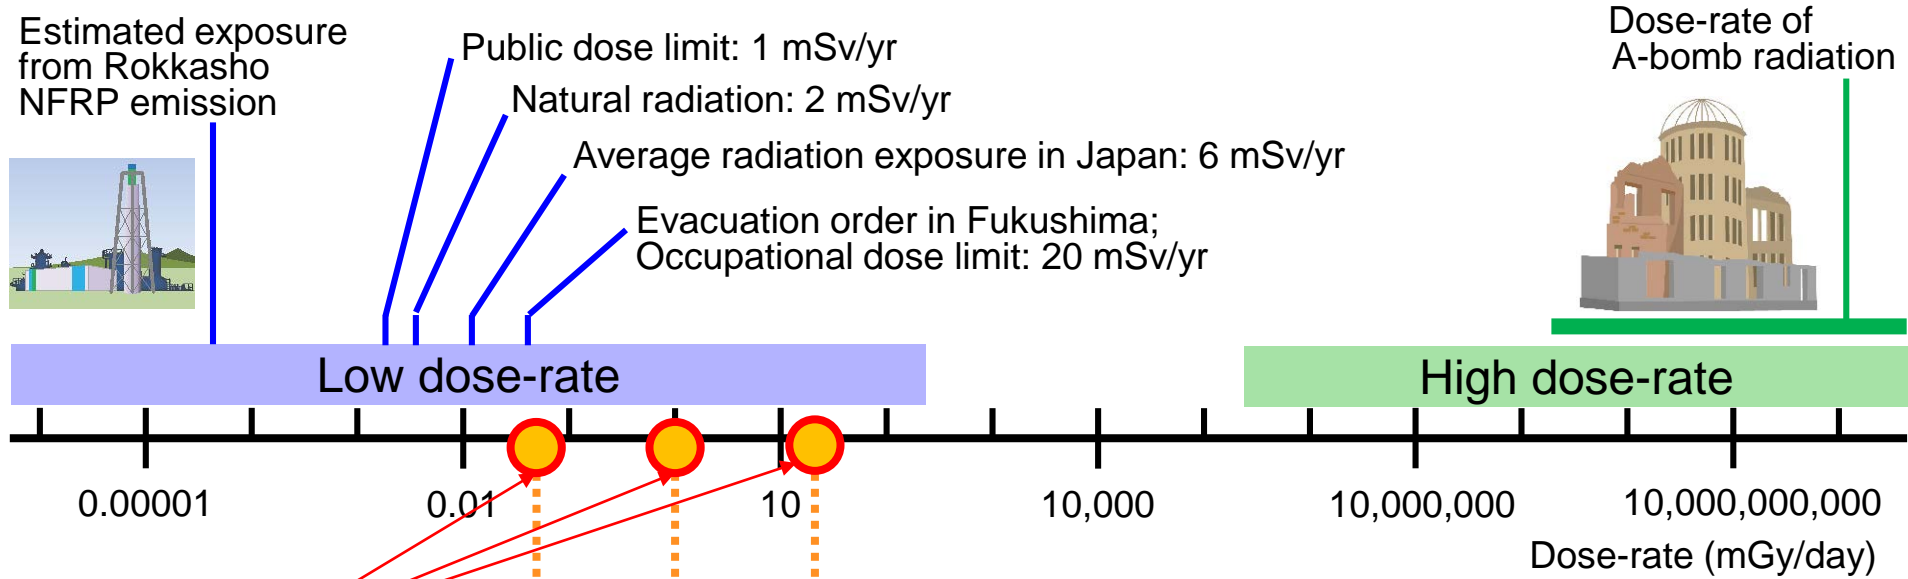 Estimated exposure
from Rokkasho
NFRP emission
Public dose limit: 1 mSv/yr
Natural radiation: 2 mSv/yr
Average radiation exposure in Japan: 6 mSv/yr
Evacuation order in Fukushima;
Occupational dose limit: 20 mSv/yr
Dose-rate of
A-bomb radiation
Low dose-rate
High dose-rate
0.00001
0.01
10
10,000
10,000,000
10,000,000,000
Dose-rate (mGy/day)